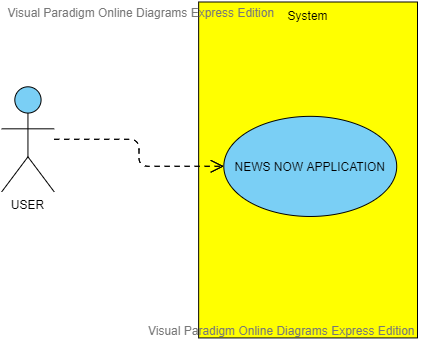 Visual Paradigm Online Diagrams Express Edition
System
NEWS NOW APPLICATION
USER
Visual Paradigm Online Diagrams Express Edition